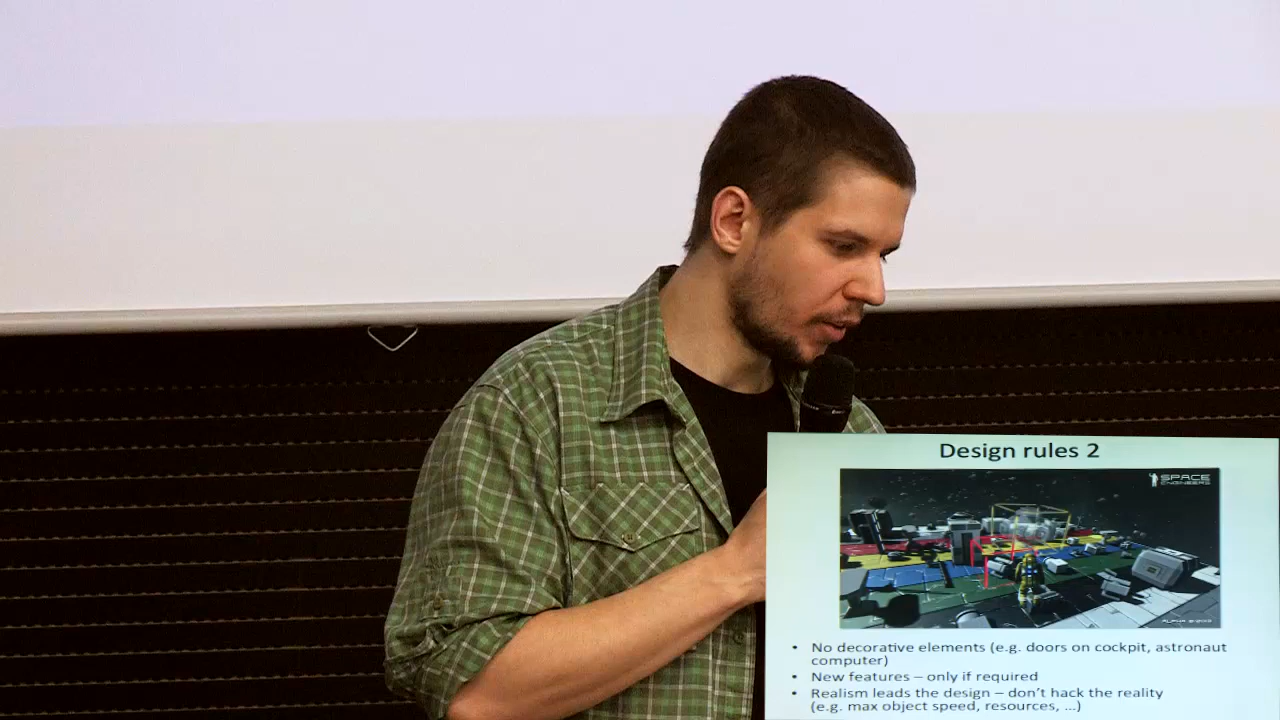 Design rules 2
SPACE
ENGINEERS
• No decorative elements (e.g. doors on cockpit, astronaut
computer)
• New features – only if required
• Realism leads the design – don’t hack the reality
(e.g. max object speed, resources, …)